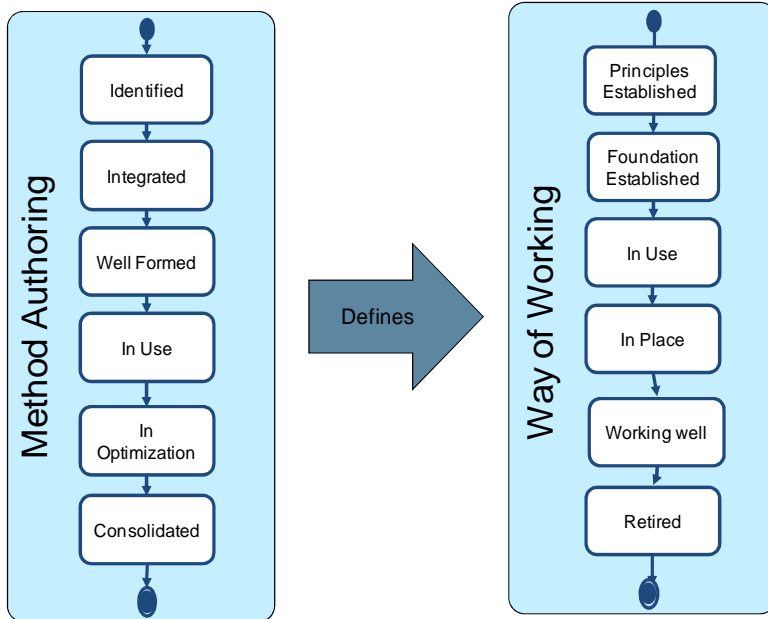 Method Authoring
Identified
Integrated
Well Formed
In Use
In
Optimization
Consolidated
Defines
Way of Working
Principles
Established
Foundation
Established
In Use
In Place
Working well
Retired